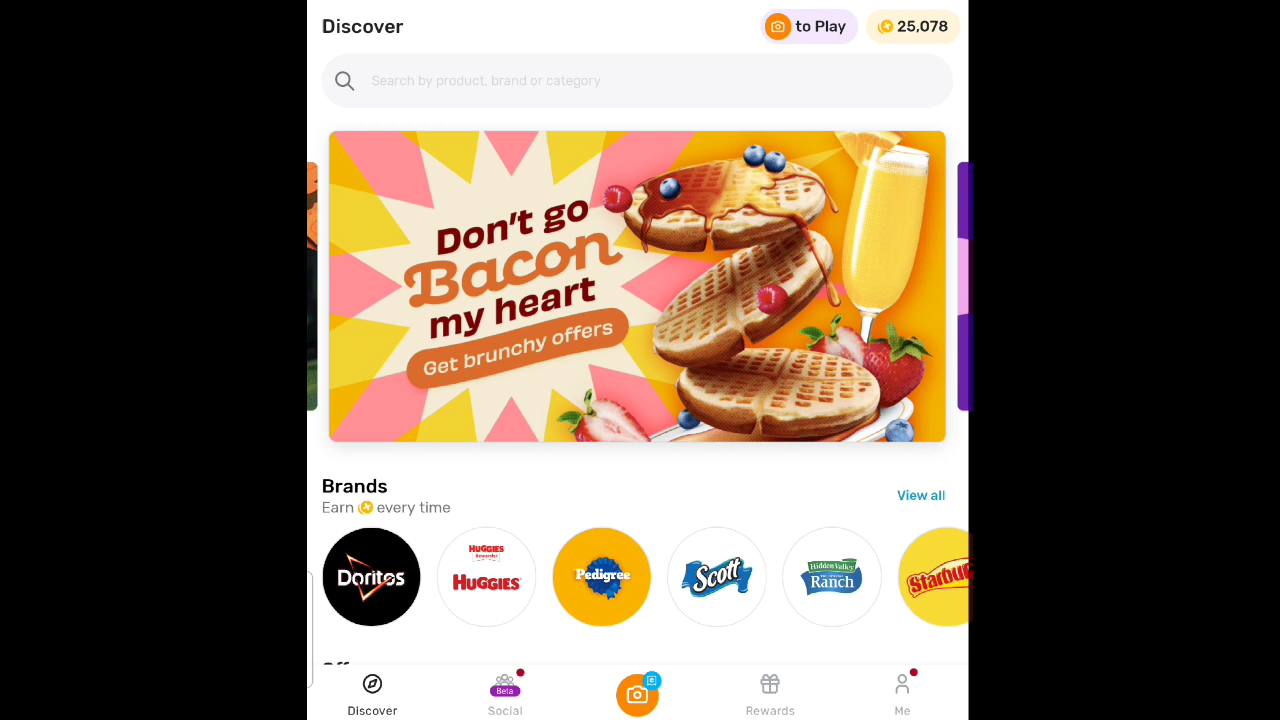 Discover
to Play
25,078
Search by product, brand or category
Don't go
Bacon
my heart
Get brunchy offers
Brands
Earn every time
View all
Doritos
HUGGIES
Rewards+
HUGGIES
Pedigree
Scott
Hidden Valley
Ranch
Starbu
Beta
Discover
Social
Rewards
Me